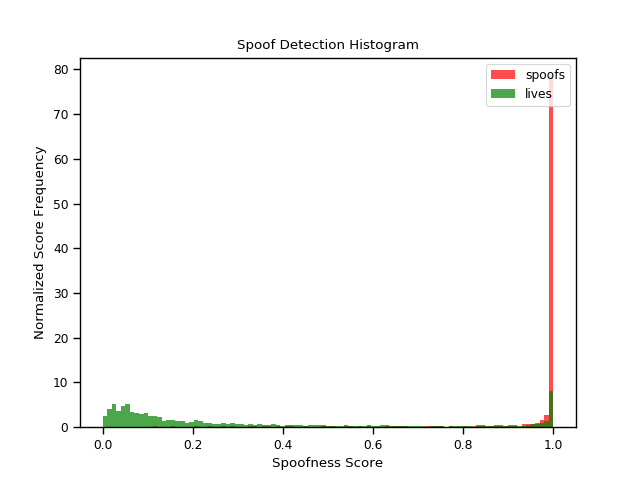 Spoof Detection Histogram
spoofs
lives
Normalized Score Frequency
80
70
60
50
40
30
20
10
0
0.0 0.2 0.4 0.6 0.8 1.0
Spoofness Score